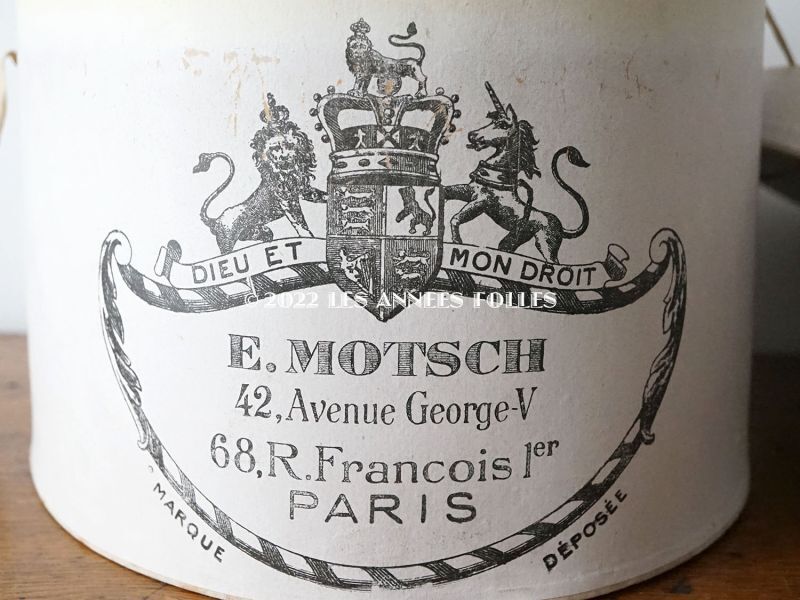 DIEU ET MON DROIT
© 2022 LES ANNEES FOLLES
E. MOTSCH
42, Avenue George-V
68, R. Francois 1er
PARIS
MARQUE DÉPOSÉE